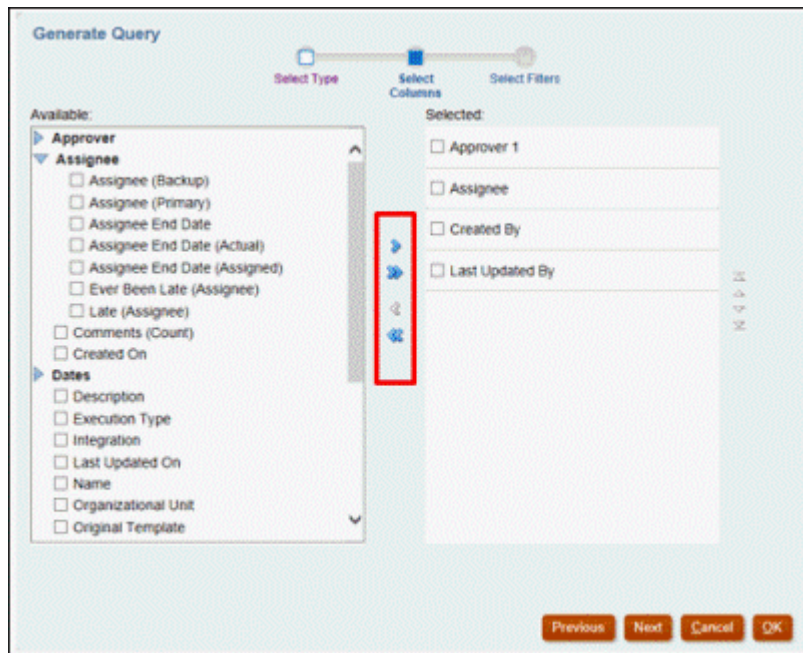 Generate Query
Select Type
Select Columns
Select Filters
Available:
Approver
Assignee
Assignee (Backup)
Assignee (Primary)
Assignee End Date
Assignee End Date (Actual)
Assignee End Date (Assigned)
Ever Been Late (Assignee)
Late (Assignee)
Comments (Count)
Created On
Dates
Description
Execution Type
Integration
Last Updated On
Name
Organizational Unit
Original Template
Selected:
Approver 1
Assignee
Created By
Last Updated By
Previous
Next
Cancel
OK